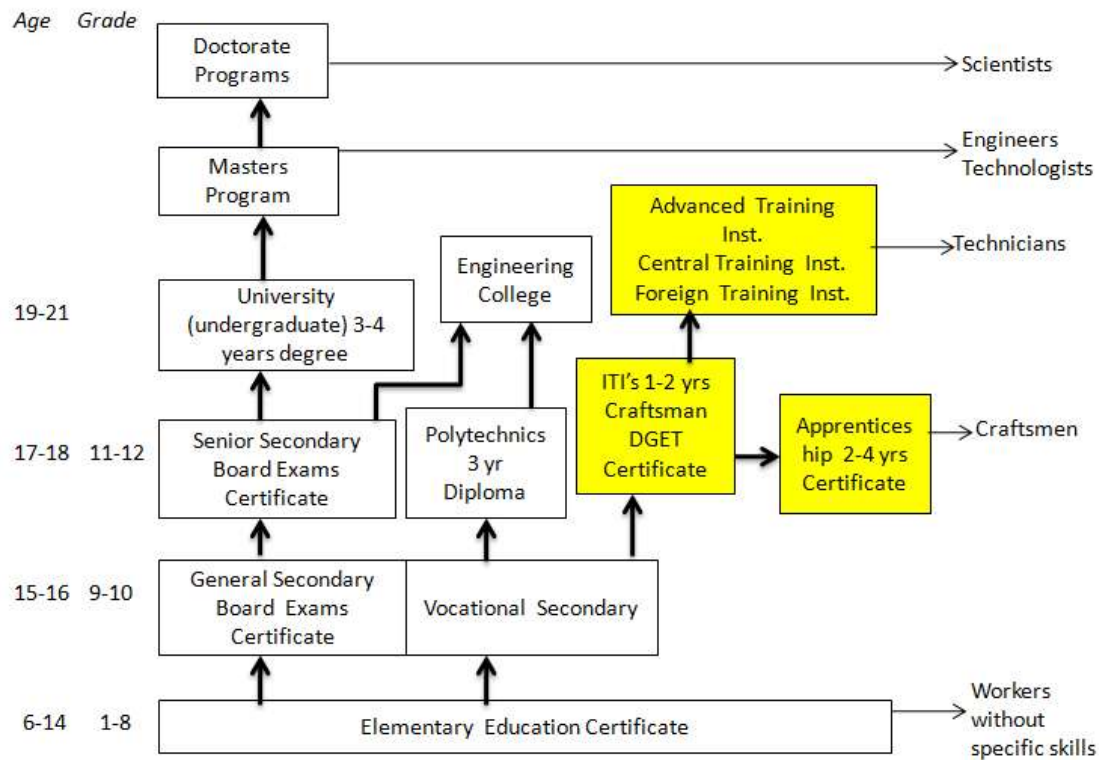 Age Grade
Doctorate
Programs
Scientists
Masters
Program
Engineers
Technologists
Advanced Training
Inst.
Central Training Inst.
Foreign Training Inst.
Technicians
Engineering
College
19-21
University
(undergraduate) 3-4
years degree
17-18 11-12
Senior Secondary
Board Exams
Certificate
Polytechnics
3 yr
Diploma
ITI's 1-2 yrs
Craftsman
DGET
Certificate
Apprentices
hip 2-4 yrs
Certificate
Craftsmen
15-16 9-10
General Secondary
Board Exams
Certificate
Vocational Secondary
6-14 1-8
Elementary Education Certificate
Workers
without
specific skills